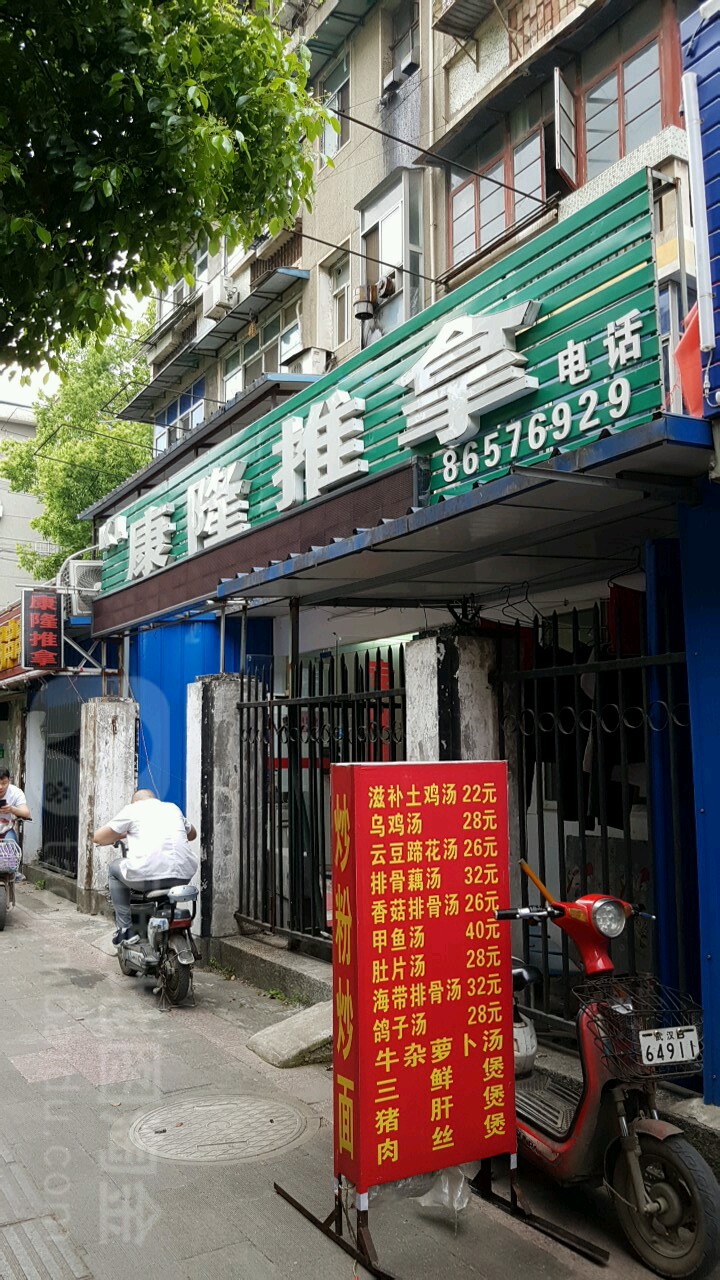 康隆推拿
电话
86576929
康隆推拿
炒粉炒面
滋补土鸡汤 22元
乌鸡汤 28元
云豆蹄花汤 26元
排骨藕汤 32元
香菇排骨汤 26元
甲鱼汤 40元
肚片汤 28元
海带排骨汤 32元
鸽子汤 28元
牛杂萝卜汤
三鲜煲
猪肝煲
肉丝煲
武汉
64911